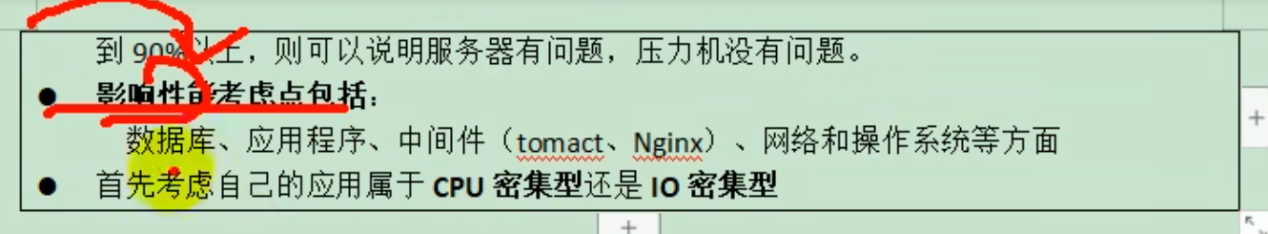 到 90%以上，则可以说明服务器有问题，压力机没有问题。
● 影响性能考虑点包括：
数据库、应用程序、中间件（tomact、Nginx）、网络和操作系统等方面
● 首先考虑自己的应用属于 CPU 密集型还是 IO 密集型